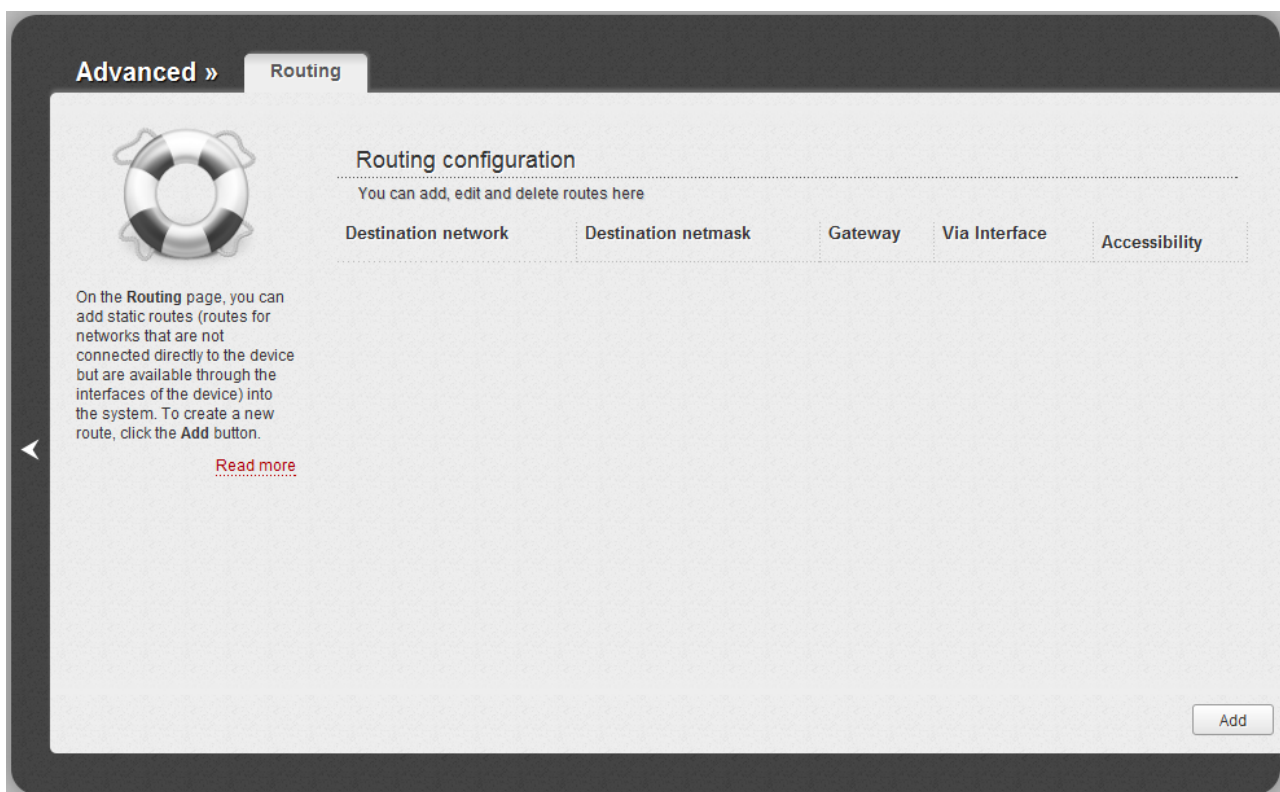 Advanced »
Routing
Routing configuration
You can add, edit and delete routes here
Destination network Destination netmask Gateway Via Interface Accessibility
On the Routing page, you can
add static routes (routes for
networks that are not
connected directly to the device
but are available through the
interfaces of the device) into
the system. To create a new
route, click the Add button.
Read more
Add